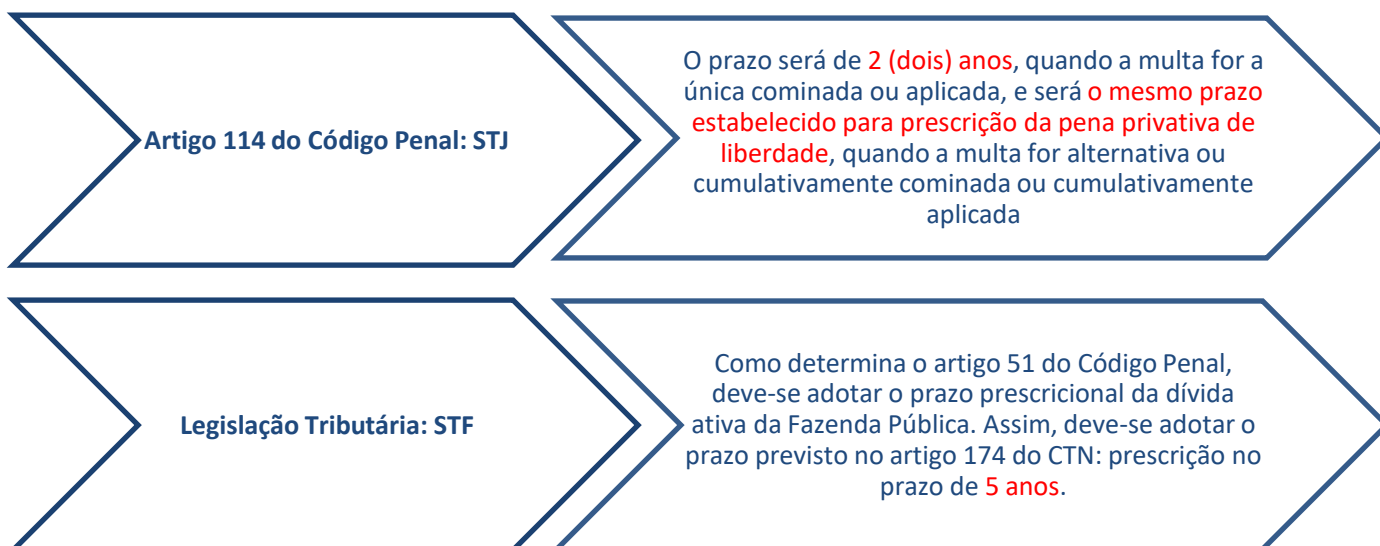 Artigo 114 do Código Penal: STJ
O prazo será de 2 (dois) anos, quando a multa for a
única cominada ou aplicada, e será o mesmo prazo
estabelecido para prescrição da pena privativa de
liberdade, quando a multa for alternativa ou
cumulativamente cominada ou cumulativamente
aplicada
Legislação Tributária: STF
Como determina o artigo 51 do Código Penal,
deve-se adotar o prazo prescricional da dívida
ativa da Fazenda Pública. Assim, deve-se adotar o
prazo previsto no artigo 174 do CTN: prescrição no
prazo de 5 anos.